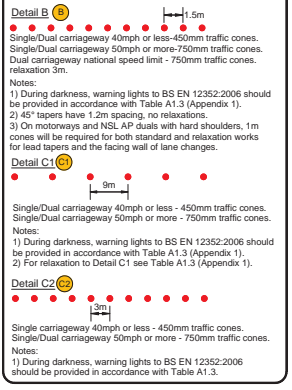 Detail B B
1.5m
Single/Dual carriageway 40mph or less-450mm traffic cones.
Single/Dual carriageway 50mph or more-750mm traffic cones.
Dual carriageway national speed limit - 750mm traffic cones.
relaxation 3m.
Notes:
1) During darkness, warning lights to BS EN 12352:2006 should
be provided in accordance with Table A1.3 (Appendix 1).
2) 45° tapers have 1.2m spacing, no relaxations.
3) On motorways and NSL AP duals with hard shoulders, 1m
cones will be required for both standard and relaxation works
for lead tapers and the facing wall of lane changes.
Detail C1 C1
9m
Single/Dual carriageway 40mph or less - 450mm traffic cones.
Single/Dual carriageway 50mph or more - 750mm traffic cones.
Notes:
1) During darkness, warning lights to BS EN 12352:2006 should
be provided in accordance with Table A1.3 (Appendix 1).
2) For relaxation to Detail C1 see Table A1.3 (Appendix 1).
Detail C2 C2
3m
Single carriageway 40mph or less - 450mm traffic cones.
Single/Dual carriageway 50mph or more - 750mm traffic cones.
Notes:
1) During darkness, warning lights to BS EN 12352:2006
should be provided in accordance with Table A1.3.